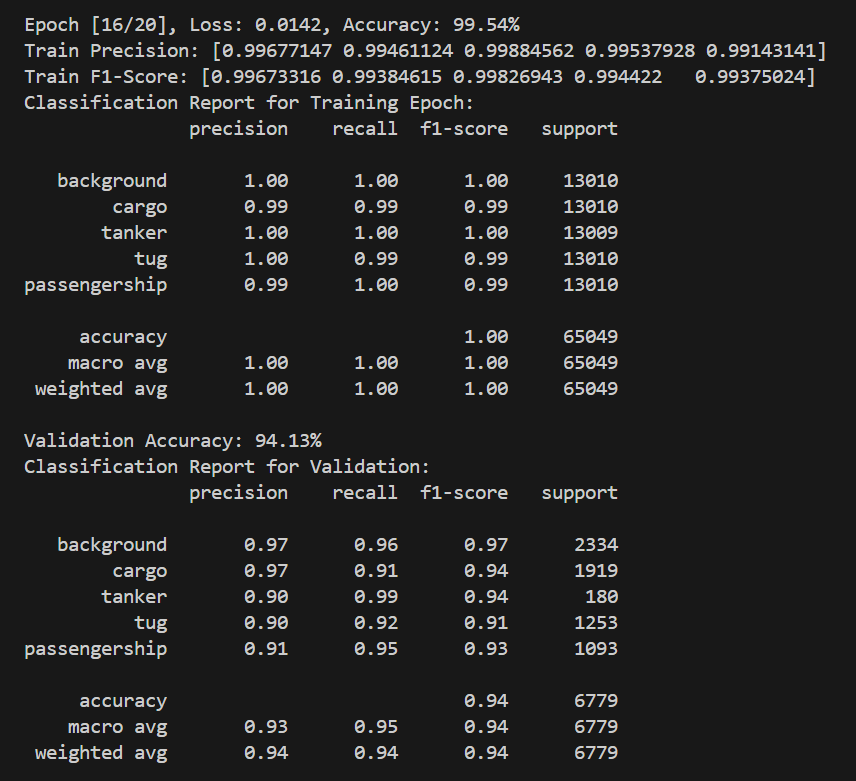 Epoch [16/20], Loss: 0.0142, Accuracy: 99.54%
Train Precision: [0.99677147 0.99461124 0.99884562 0.99537928 0.99143141]
Train F1-Score: [0.99673316 0.99384615 0.99826943 0.994422   0.99375024]
Classification Report for Training Epoch:
               precision    recall  f1-score   support

   background       1.00      1.00      1.00     13010
        cargo       0.99      0.99      0.99     13010
       tanker       1.00      1.00      1.00     13009
          tug       1.00      0.99      0.99     13010
passengership       0.99      1.00      0.99     13010

     accuracy                           1.00     65049
    macro avg       1.00      1.00      1.00     65049
 weighted avg       1.00      1.00      1.00     65049

Validation Accuracy: 94.13%
Classification Report for Validation:
               precision    recall  f1-score   support

   background       0.97      0.96      0.97      2334
        cargo       0.97      0.91      0.94      1919
       tanker       0.90      0.99      0.94       180
          tug       0.90      0.92      0.91      1253
passengership       0.91      0.95      0.93      1093

     accuracy                           0.94      6779
    macro avg       0.93      0.95      0.94      6779
 weighted avg       0.94      0.94      0.94      6779